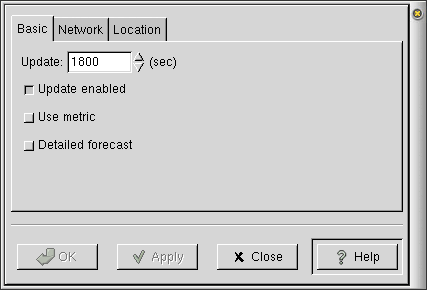 Basic Network Location
Update: 1800 (sec)
Update enabled
Use metric
Detailed forecast
OK Apply Close Help